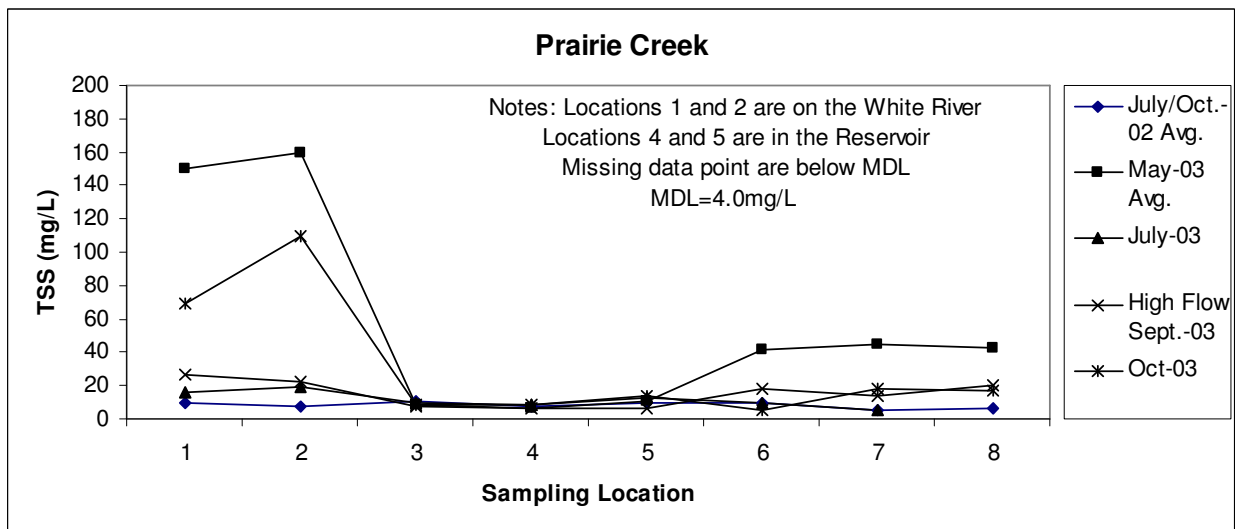 Prairie Creek
Notes: Locations 1 and 2 are on the White River
Locations 4 and 5 are in the Reservoir
Missing data point are below MDL
MDL=4.0mg/L
TSS (mg/L)
200
180
160
140
120
100
80
60
40
20
0
1 2 3 4 5 6 7 8
Sampling Location
July/Oct.-
02 Avg.
May-03
Avg.
July-03
High Flow
Sept.-03
Oct-03